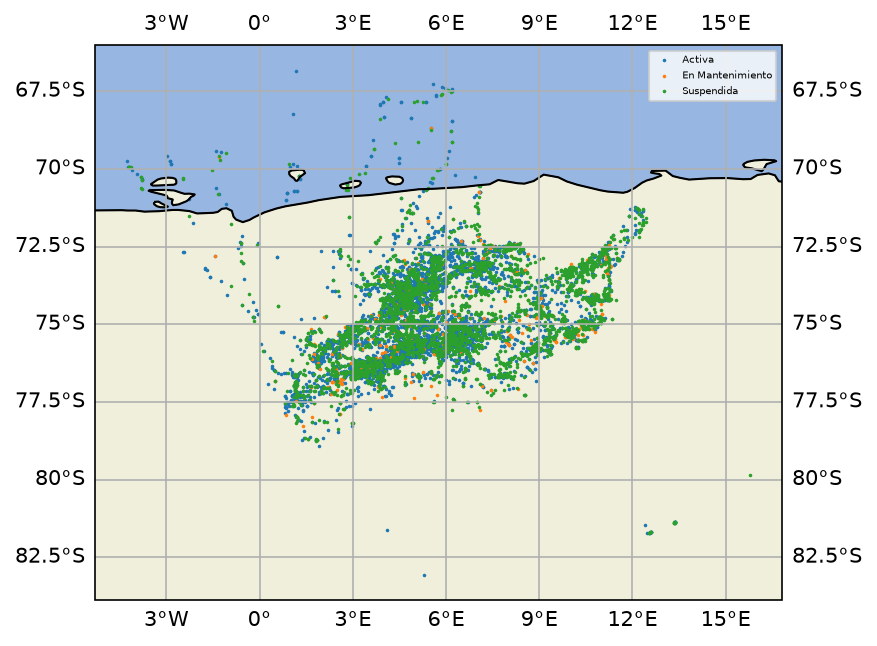 3°W 0° 3°E 6°E 9°E 12°E 15°E
Activa
En Mantenimiento
Suspendida
67.5°S 67.5°S
70°S 70°S
72.5°S 72.5°S
75°S 75°S
77.5°S 77.5°S
80°S 80°S
82.5°S 82.5°S
3°W 0° 3°E 6°E 9°E 12°E 15°E